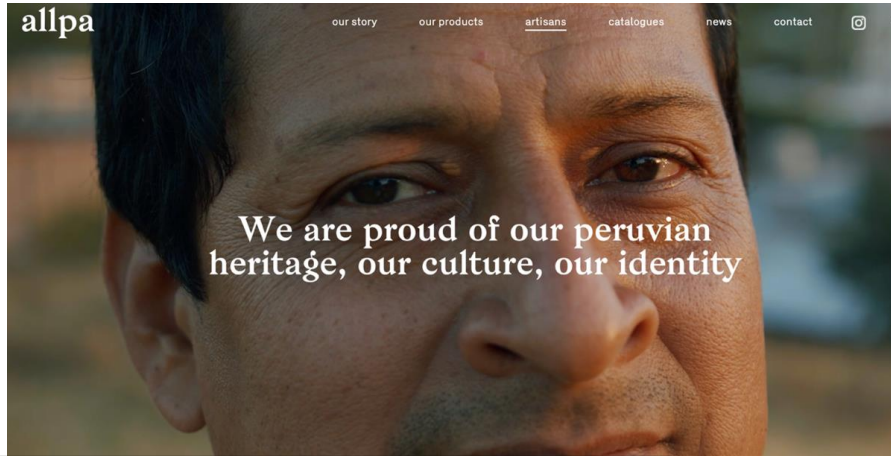 allpa
our story our products artisans catalogues news contact
We are proud of our peruvian
heritage, our culture, our identity